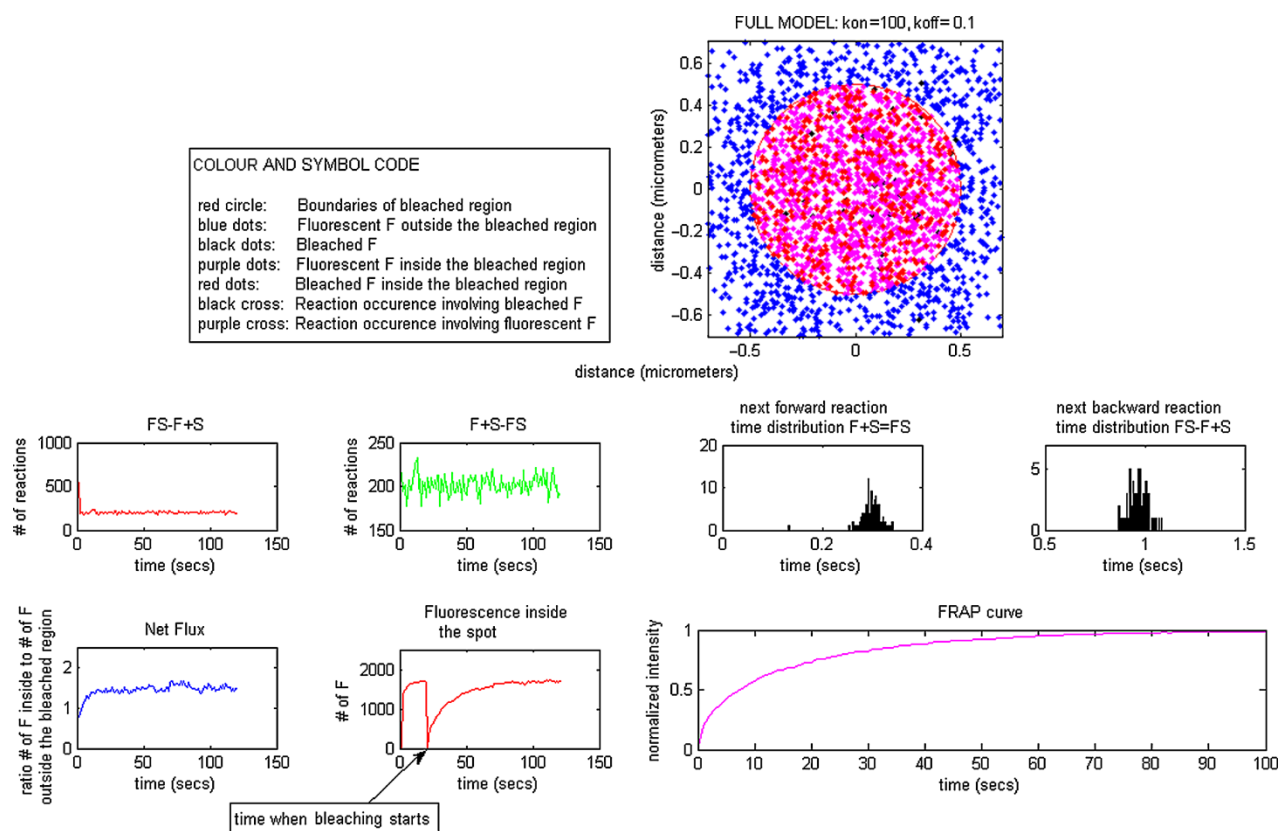 FULL MODEL: kon=100, koff= 0.1
0.6
0.4
0.2
0
−0.2
−0.4
−0.6
distance (micrometers)
−0.5
0
0.5
distance (micrometers)
COLOUR AND SYMBOL CODE
red circle: Boundaries of bleached region
blue dots: Fluorescent F outside the bleached region
black dots: Bleached F
purple dots: Fluorescent F inside the bleached region
red dots: Bleached F inside the bleached region
black cross: Reaction occurence involving bleached F
purple cross: Reaction occurence involving fluorescent F
FS-F+S
1000
500
0
# of reactions
0 50 100 150
time (secs)
F+S-FS
250
200
150
# of reactions
0 50 100 150
time (secs)
next forward reaction
time distribution F+S=FS
20
10
0
0 0.2 0.4
time (secs)
next backward reaction
time distribution FS-F+S
5
0
0.5 1 1.5
time (secs)
Net Flux
2
1
0
ratio # of F inside to # of F
outside the bleached region
0 50 100 150
time (secs)
Fluorescence inside
the spot
2000
1000
0
# of F
0 50 100 150
time (secs)
time when bleaching starts
FRAP curve
1
0.5
0
normalized intensity
0 10 20 30 40 50 60 70 80 90 100
time (secs)